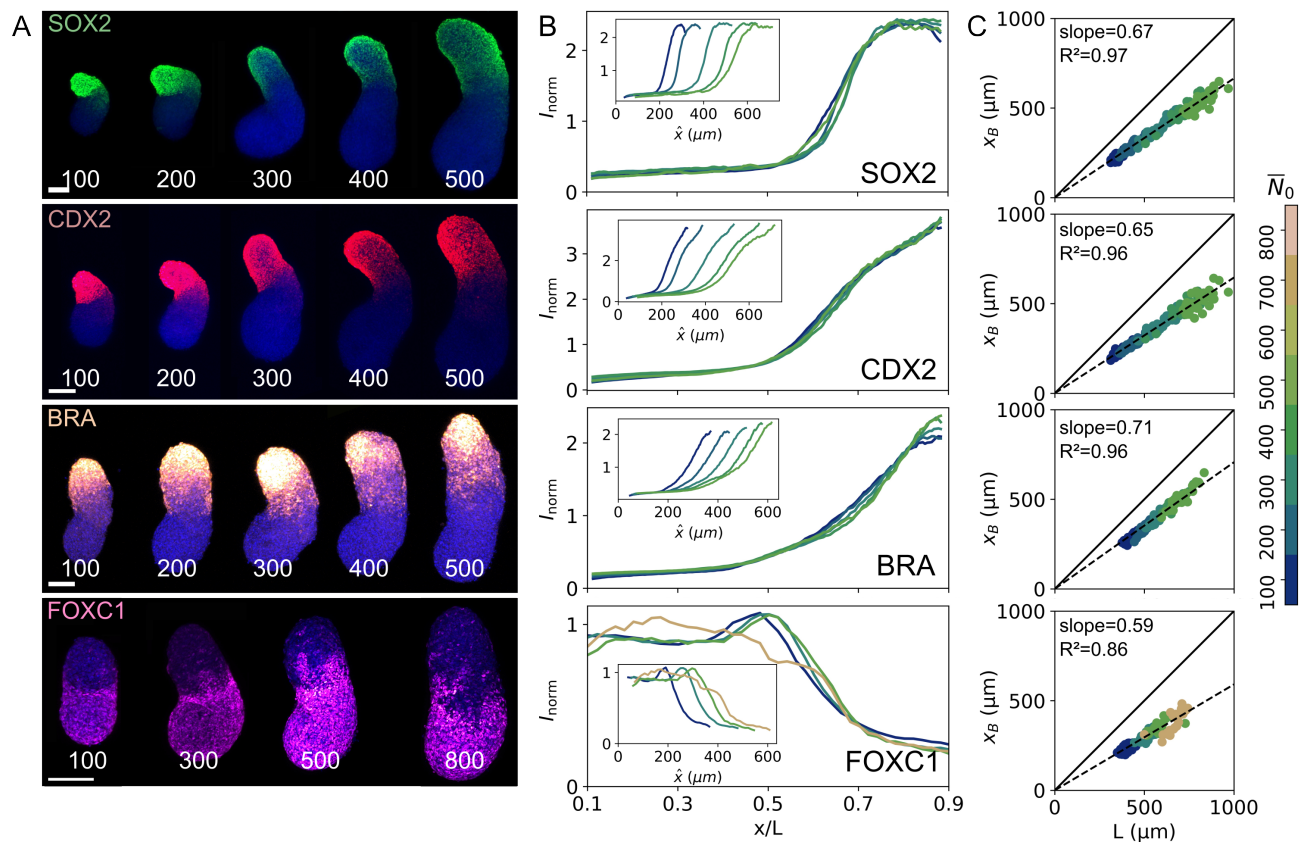 A
SOX2
100 200 300 400 500
CDX2
100 200 300 400 500
BRA
100 200 300 400 500
FOXC1
100 300 500 800
B
I_norm
2
1
0
2
1
0 200 400 600
x̂ (μm)
SOX2
I_norm
3
2
1
0
2
0
0 200 400 600
x̂ (μm)
CDX2
I_norm
2
1
0
2
1
0 200 400 600
x̂ (μm)
BRA
I_norm
1
0
1
0
0 200 400 600
x̂ (μm)
FOXC1
0.1 0.3 0.5 0.7 0.9
x/L
C
1000
500
0
x_B (μm)
slope=0.67
R²=0.97
1000
500
0
x_B (μm)
slope=0.65
R²=0.96
1000
500
0
x_B (μm)
slope=0.71
R²=0.96
1000
500
0
x_B (μm)
slope=0.59
R²=0.86
0 500 1000
L (μm)
N̅₀
800
700
600
500
400
300
200
100